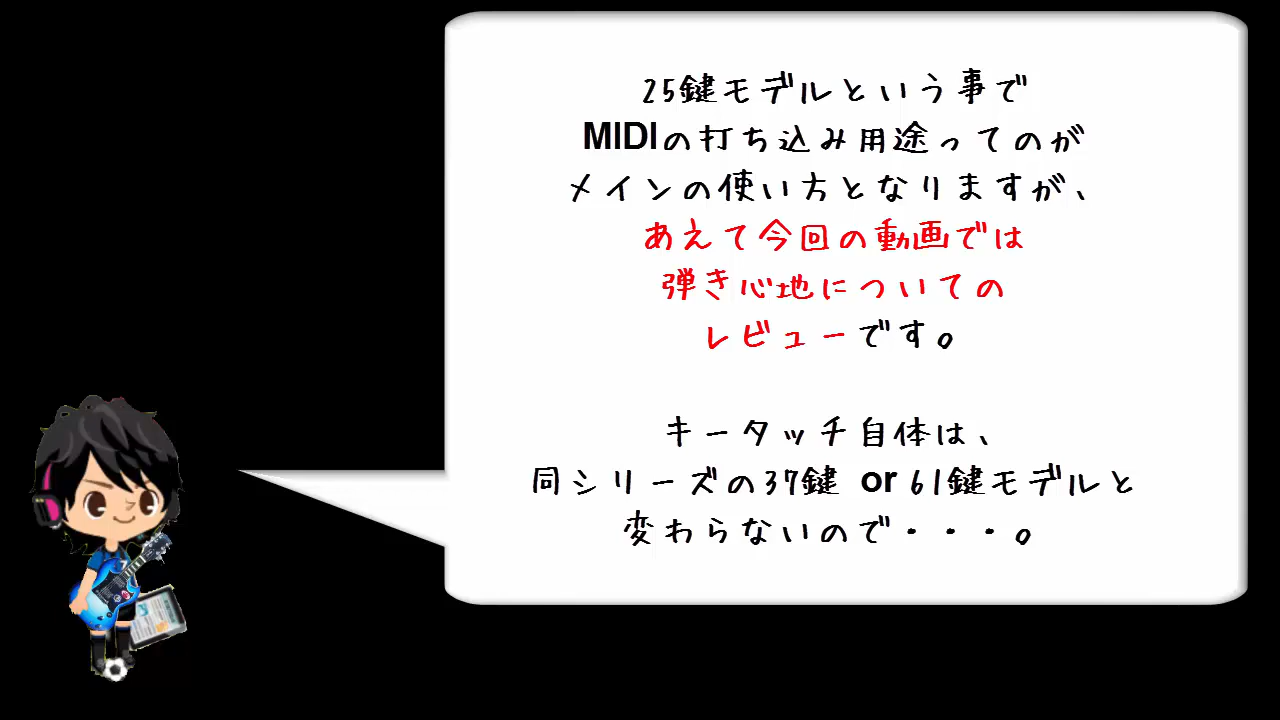 25鍵モデルという事で
MIDIの打ち込み用途ってのが
メインの使い方となりますが、
あえて今回の動画では
弾き心地についての
レビューです。
キータッチ自体は、
同シリーズの37鍵 or 61鍵モデルと
変わらないので・・・。